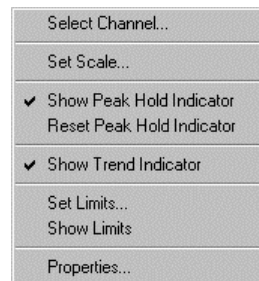 Select Channel...
Set Scale...
Show Peak Hold Indicator
Reset Peak Hold Indicator
Show Trend Indicator
Set Limits...
Show Limits
Properties...